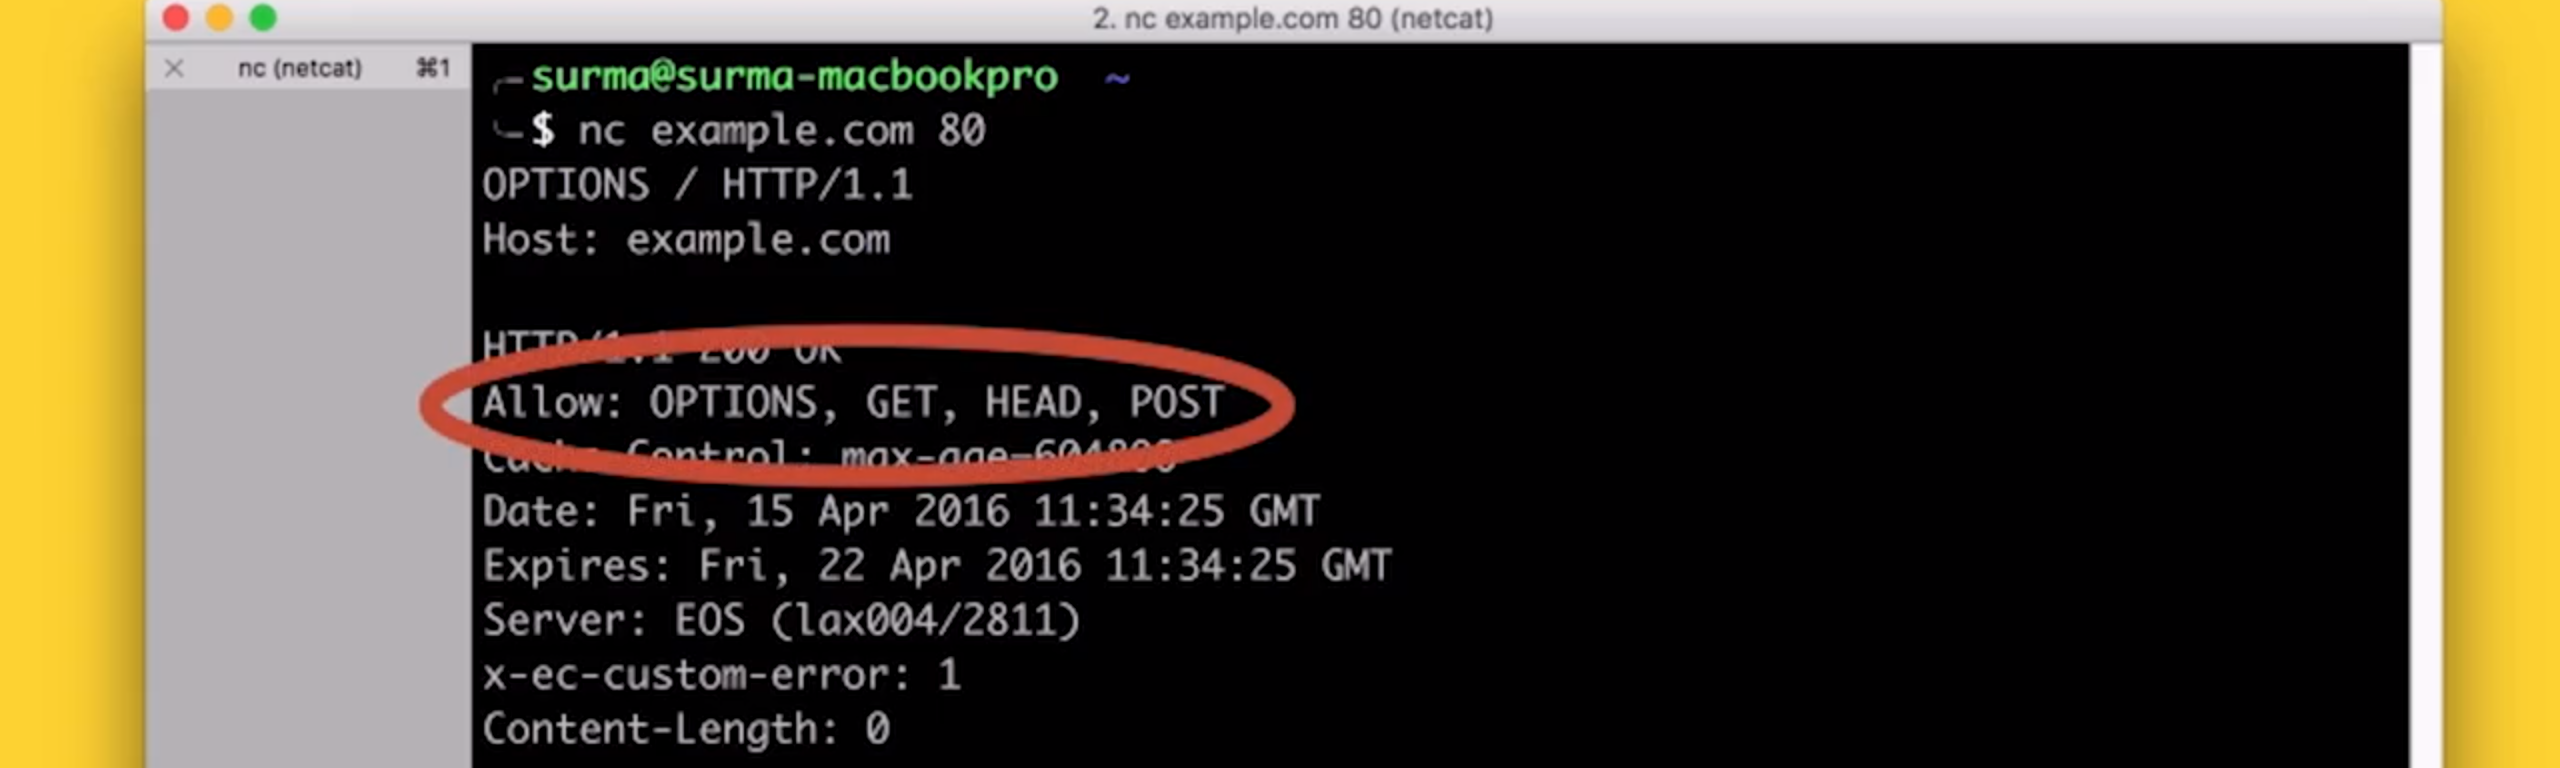 2. nc example.com 80 (netcat)
nc (netcat) ⌘1
surma@surma-macbookpro ~
$ nc example.com 80
OPTIONS / HTTP/1.1
Host: example.com
HTTP/1.1 200 OK
Allow: OPTIONS, GET, HEAD, POST
Cache-Control: max-age=604800
Date: Fri, 15 Apr 2016 11:34:25 GMT
Expires: Fri, 22 Apr 2016 11:34:25 GMT
Server: EOS (lax004/2811)
x-ec-custom-error: 1
Content-Length: 0